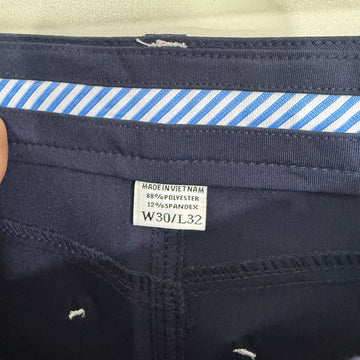 MADE IN VIETNAM
88% POLYESTER
12% SPANDEX
W30/L32